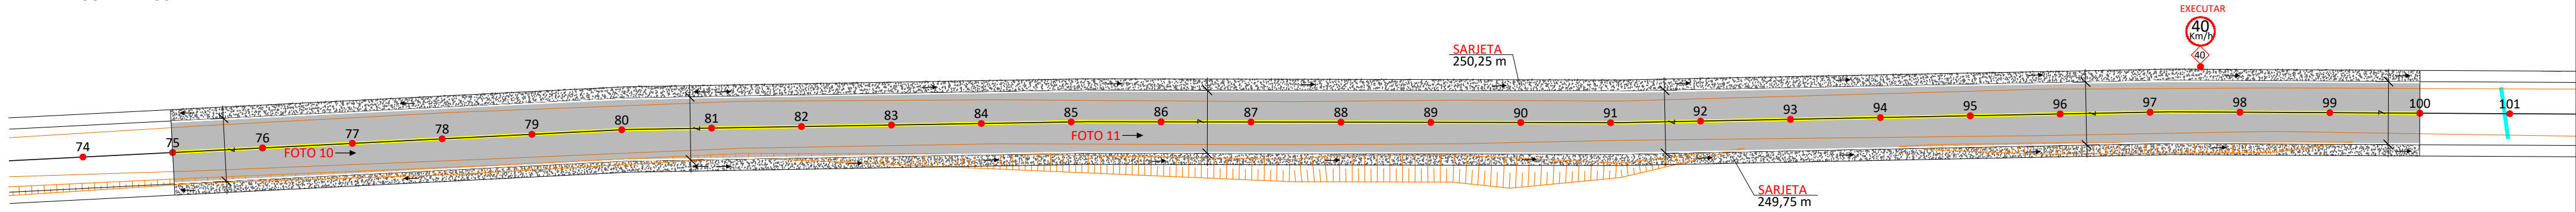 EXECUTAR
40
Km/h
40
SARJETA
250,25 m
74 75 76 77 78 79 80 81 82 83 84 85 86 87 88 89 90 91 92 93 94 95 96 97 98 99 100 101
FOTO 10
FOTO 11
SARJETA
249,75 m